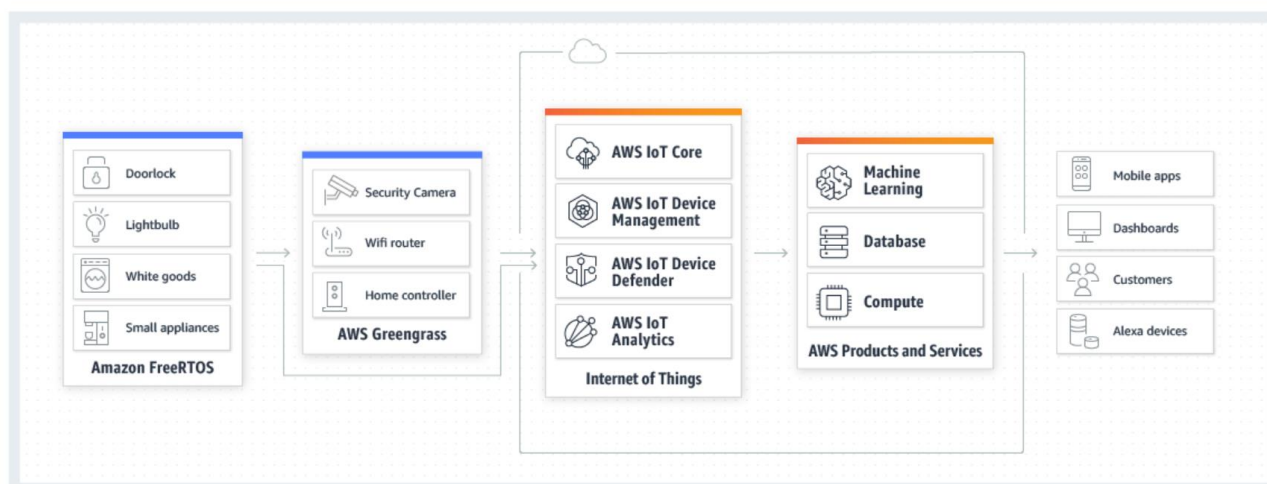 Doorlock
Lightbulb
White goods
Small appliances
Amazon FreeRTOS
Security Camera
Wifi router
Home controller
AWS Greengrass
AWS IoT Core
AWS IoT Device
Management
AWS IoT Device
Defender
AWS IoT
Analytics
Internet of Things
Machine
Learning
Database
Compute
AWS Products and Services
Mobile apps
Dashboards
Customers
Alexa devices